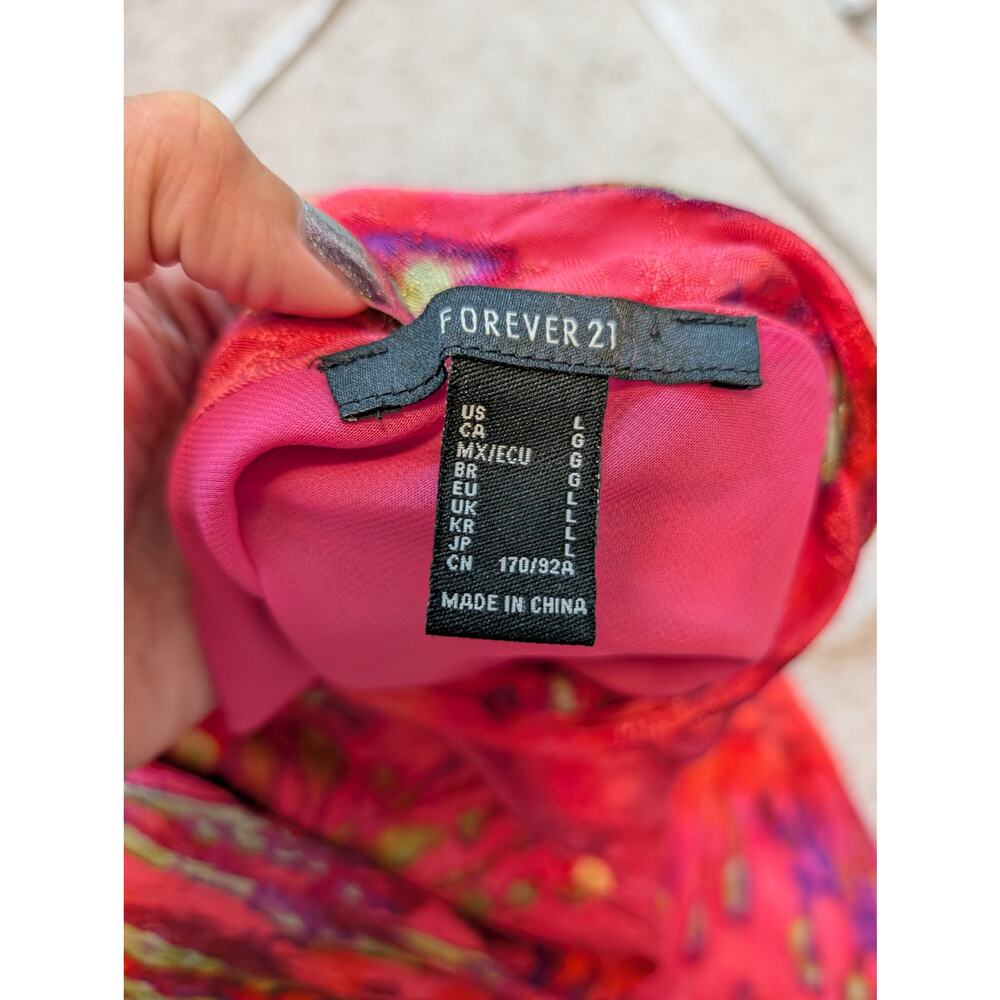 FOREVER 21
US L
CA G
MX/ECU G
BR G
EU L
UK L
KR L
JP L
CN 170/92A
MADE IN CHINA